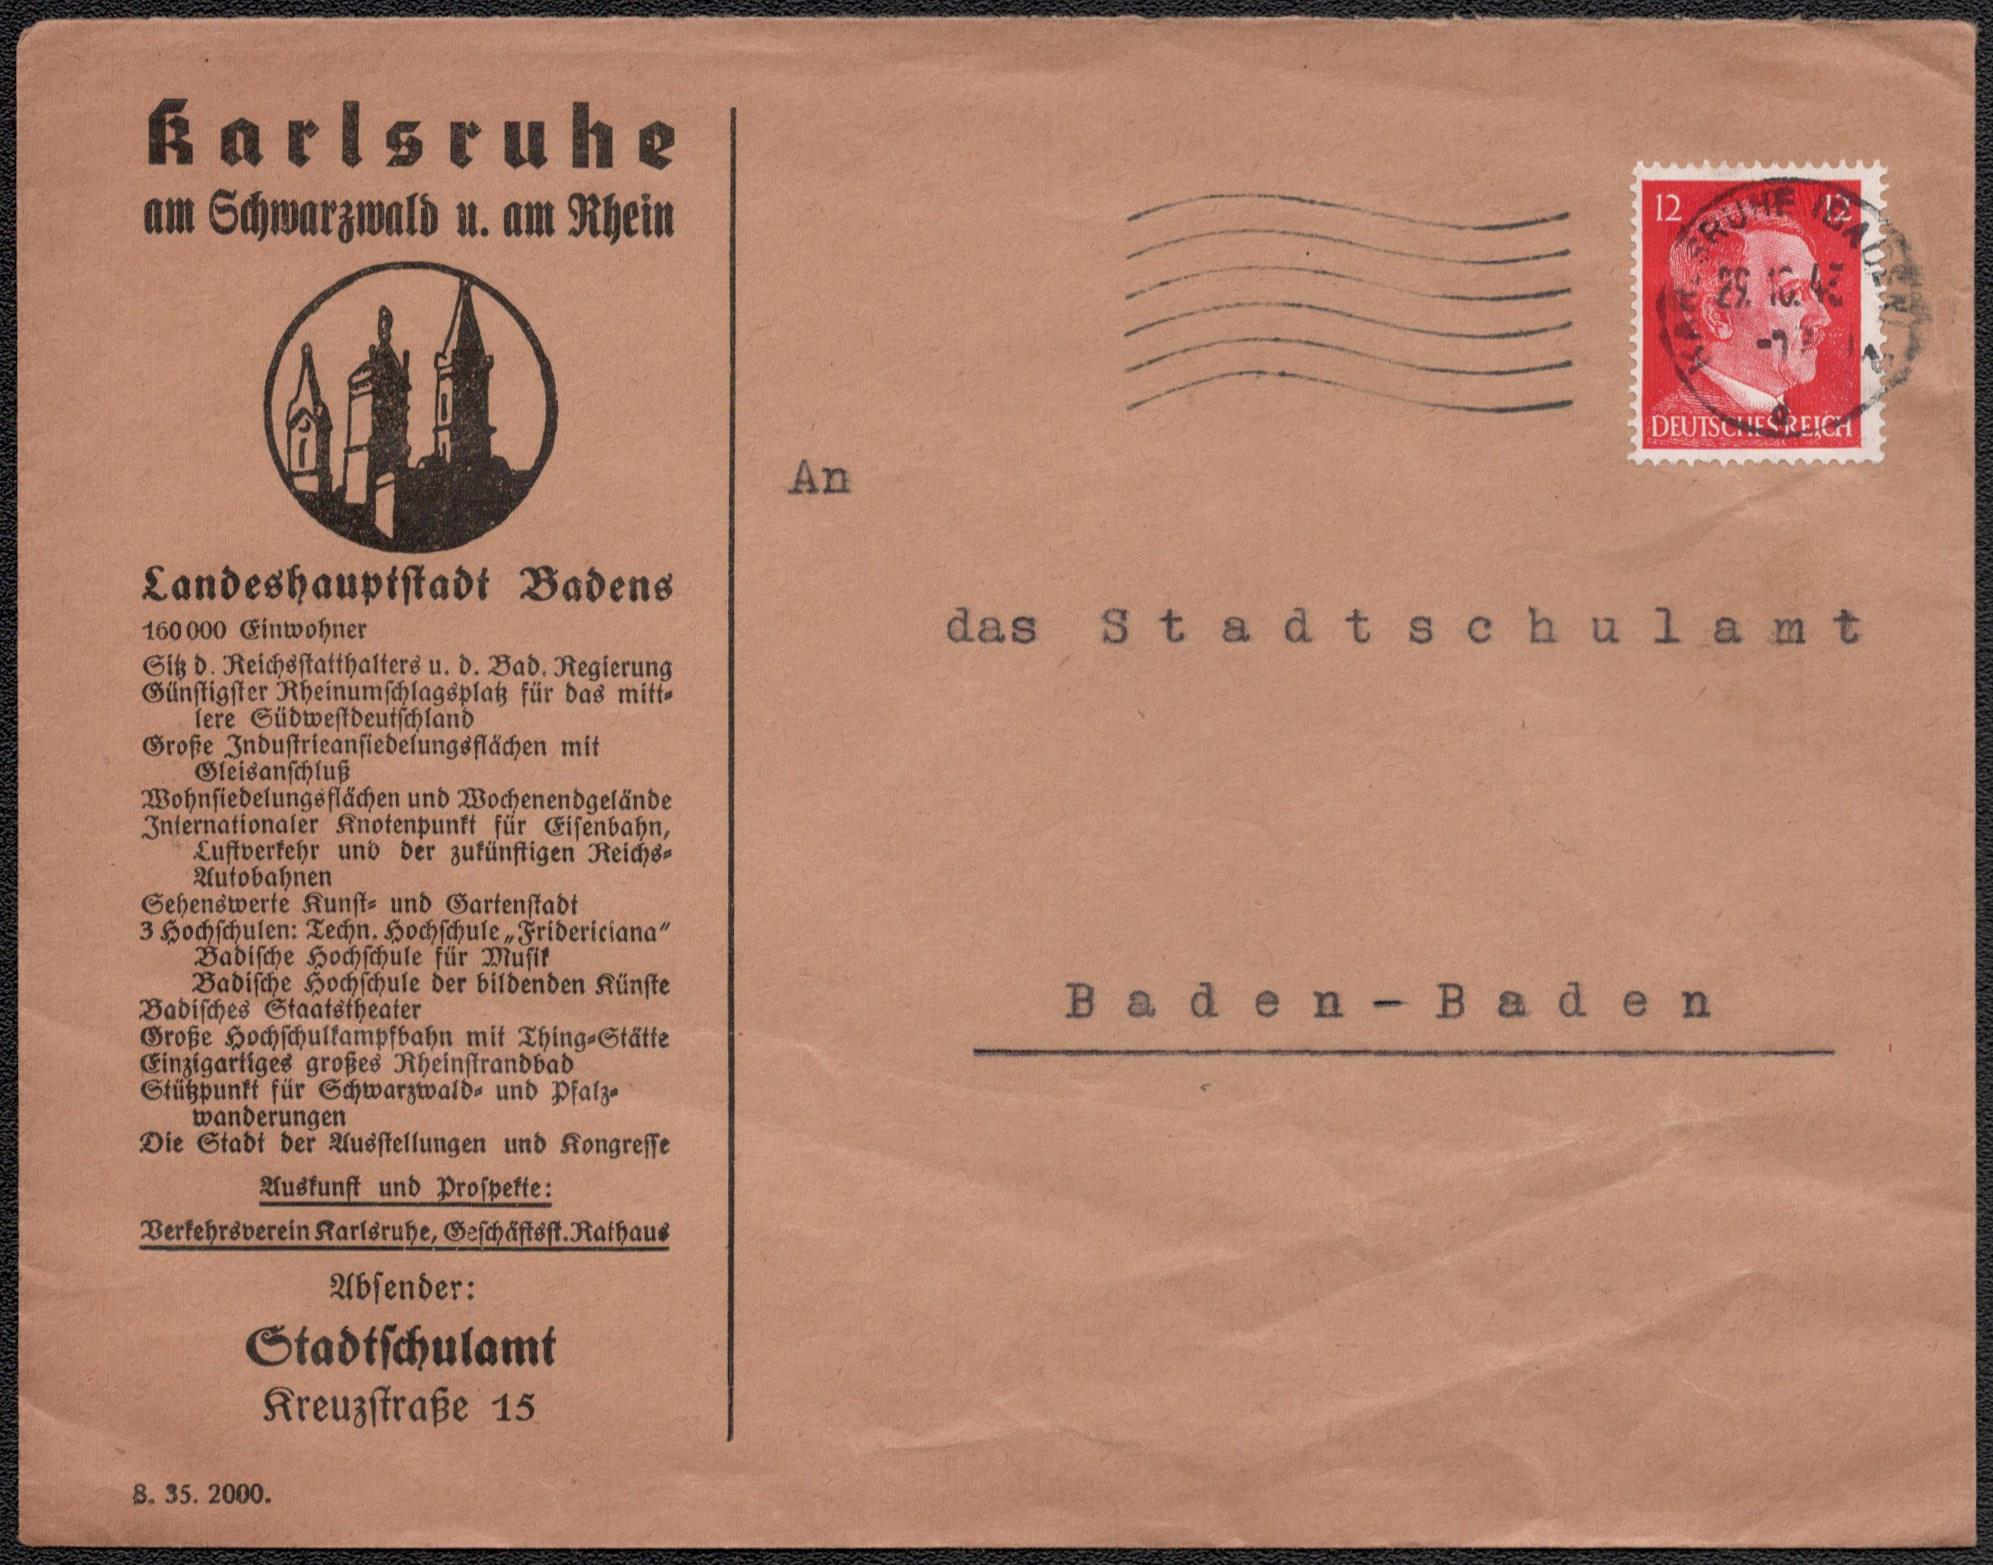 Karlsruhe
am Schwarzwald u. am Rhein
Landeshauptstadt Badens
160000 Einwohner
Sitz d. Reichsstatthalters u. d. Bad. Regierung
Günstigster Rheinumschlagsplatz für das mitt-
lere Südwestdeutschland
Große Industrieansiedelungsflächen mit
Gleisanschluß
Wohnsiedelungsflächen und Wochenendgelände
Internationaler Knotenpunkt für Eisenbahn,
Luftverkehr und der zukünftigen Reichs-
Autobahnen
Sehenswerte Kunst- und Gartenstadt
3 Hochschulen: Techn. Hochschule „Fridericiana"
Badische Hochschule für Musik
Badische Hochschule der bildenden Künste
Badisches Staatstheater
Große Hochschulkampfbahn mit Thing-Stätte
Einzigartiges großes Rheinstrandbad
Stützpunkt für Schwarzwald- und Pfalz-
wanderungen
Die Stadt der Ausstellungen und Kongresse
Auskunft und Prospekte:
Verkehrsverein Karlsruhe, Geschäftsst. Rathaus
Absender:
Stadtschulamt
Kreuzstraße 15
8. 35. 2000.
12 12
DEUTSCHES REICH
KARLSRUHE (BADEN)
29. 10.
An
das Stadtschulamt
Baden-Baden